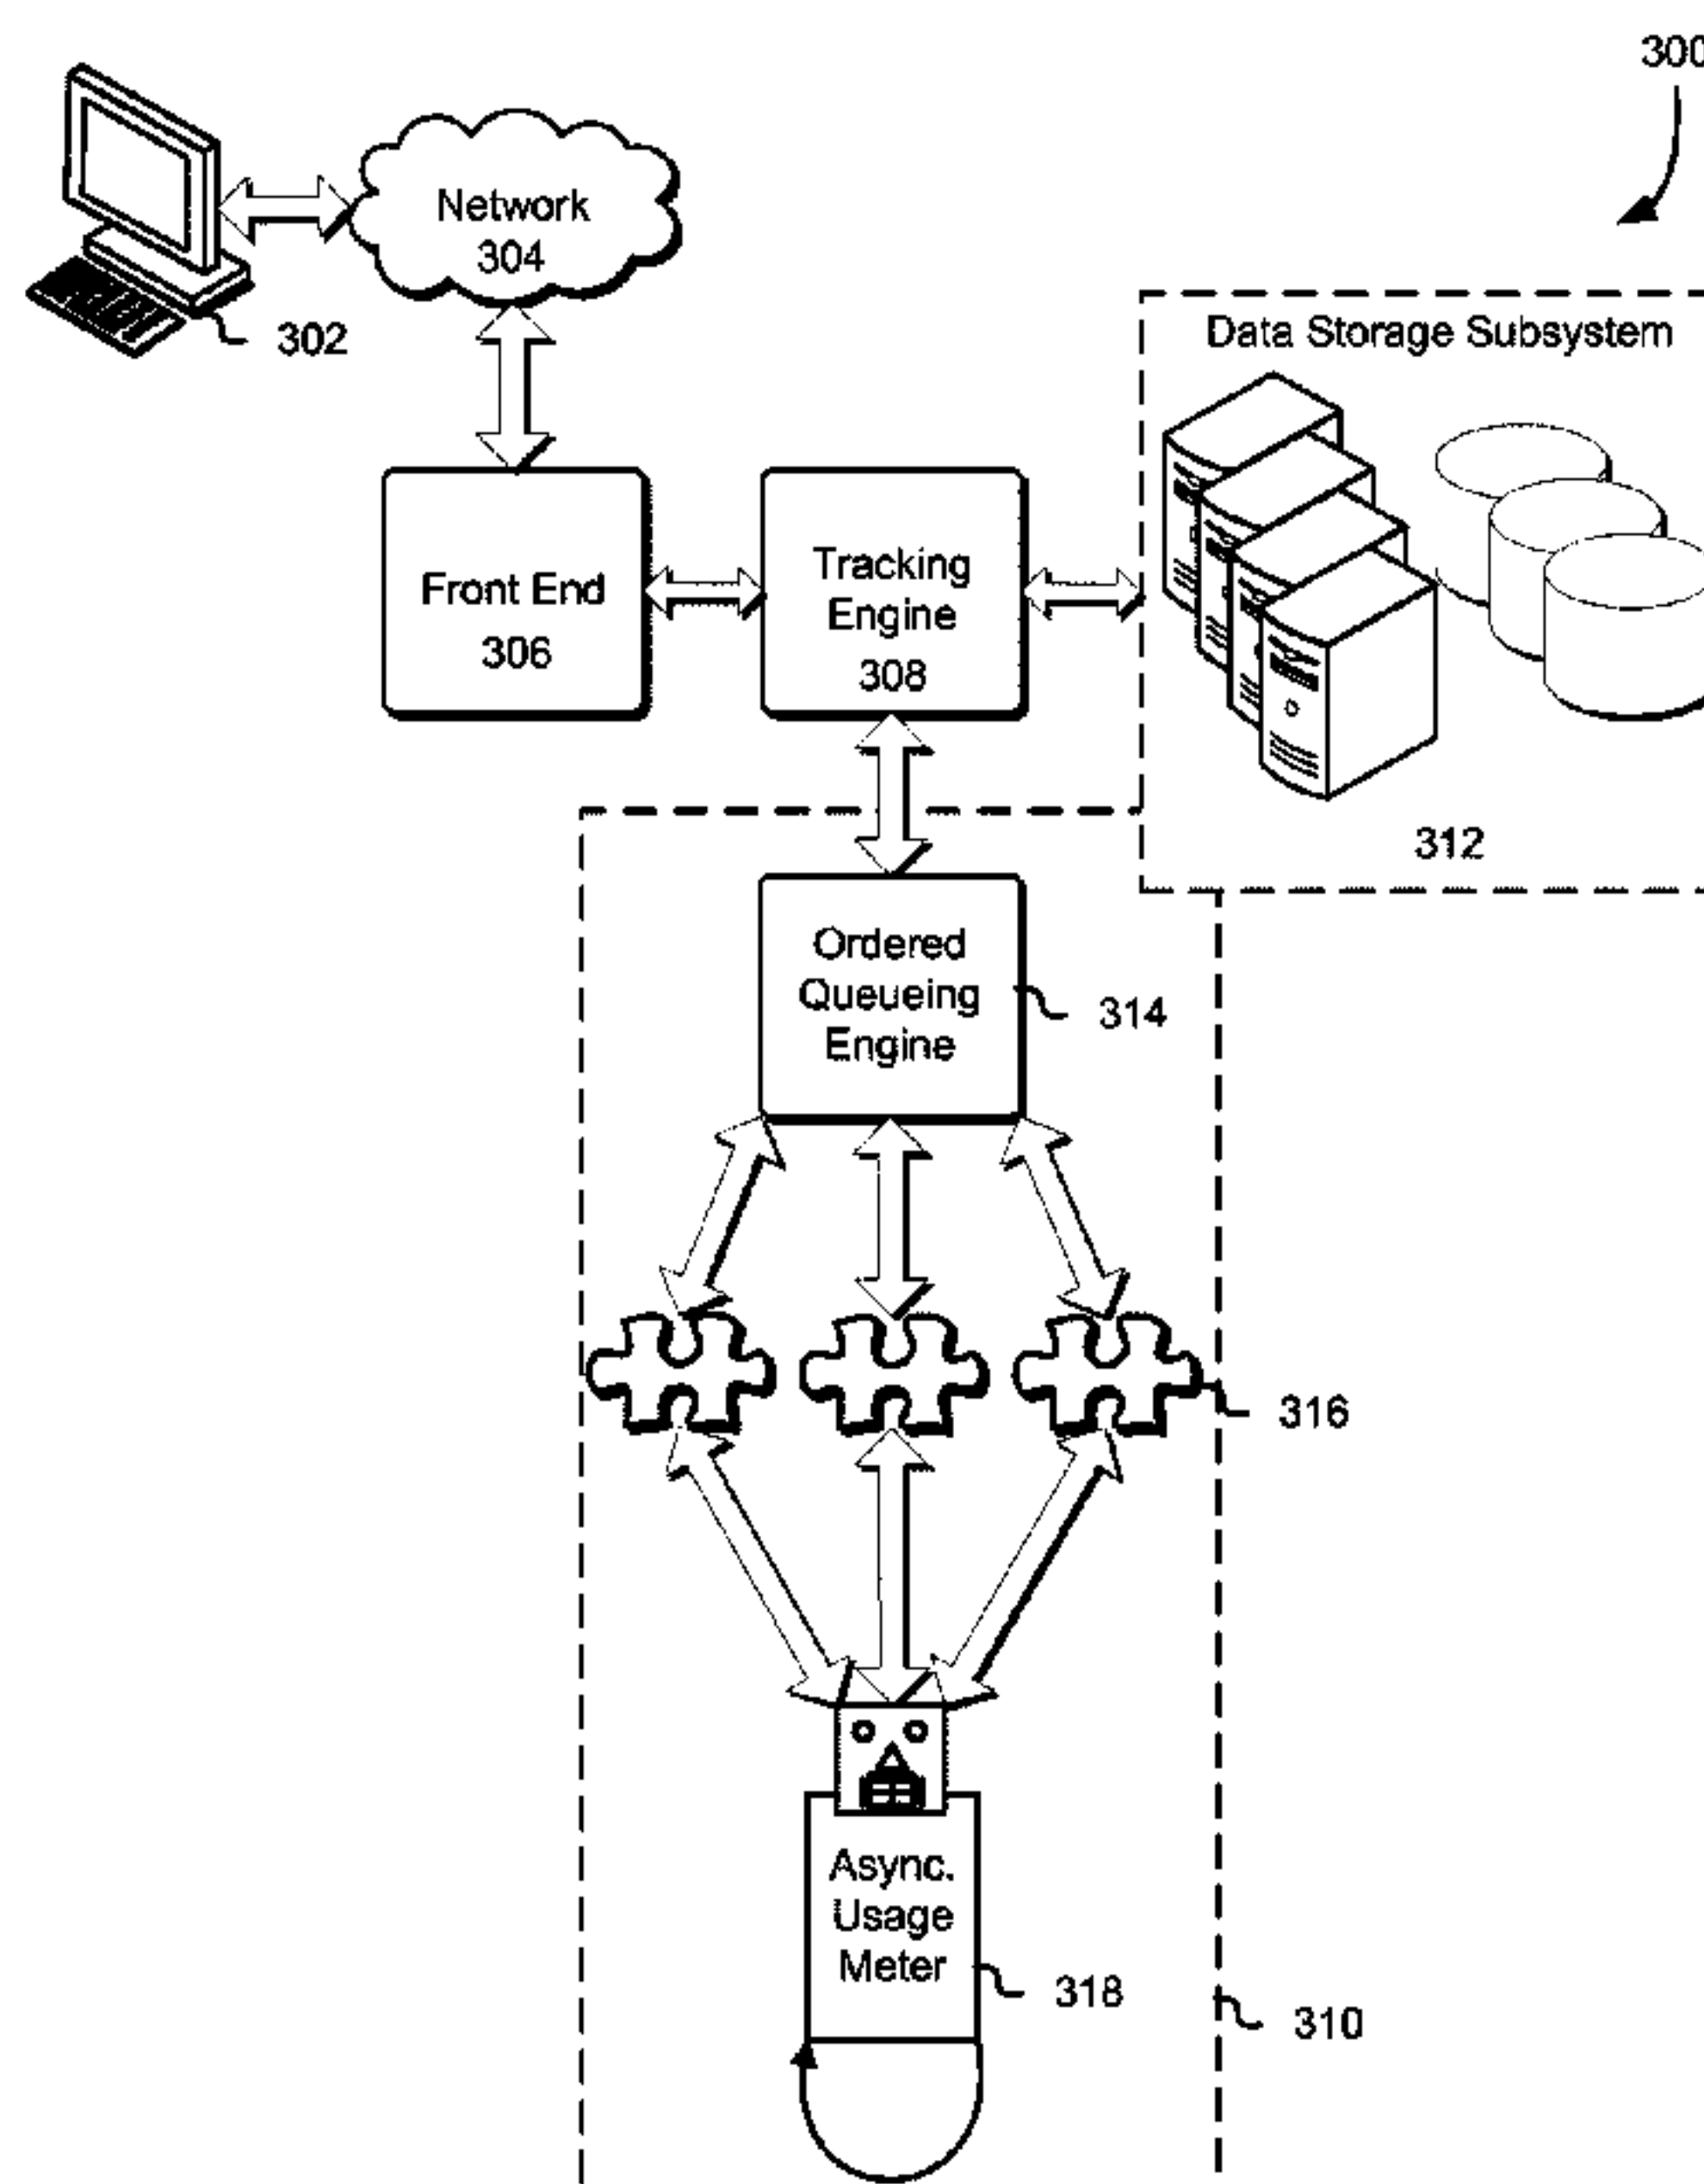 300
Network
304
302
Data Storage Subsystem
Front End
306
Tracking
Engine
308
312
Ordered
Queueing
Engine
314
316
Async.
Usage
Meter
318
310